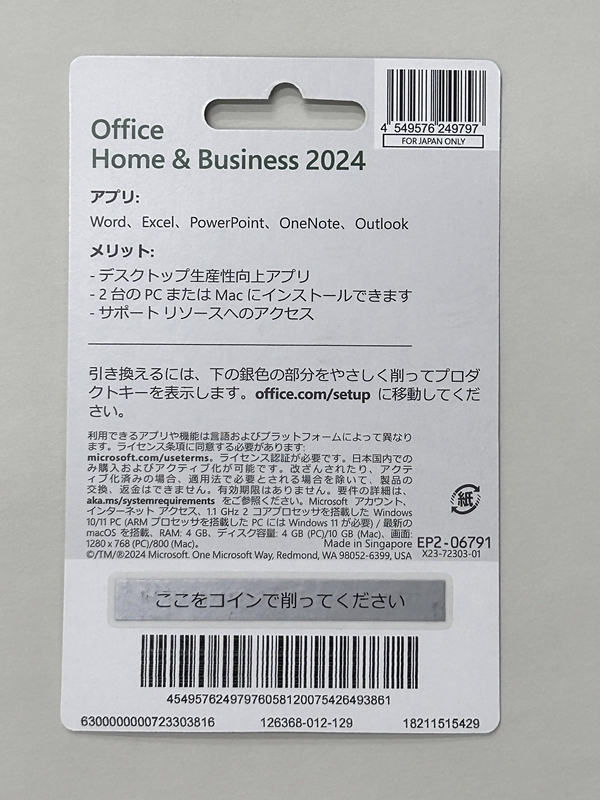 4 549576 249797
FOR JAPAN ONLY
Office
Home & Business 2024
アプリ:
Word、Excel、PowerPoint、OneNote、Outlook
メリット:
- デスクトップ生産性向上アプリ
- 2 台の PC または Mac にインストールできます
- サポート リソースへのアクセス
引き換えるには、下の銀色の部分をやさしく削ってプロダ
クトキーを表示します。office.com/setup に移動してくだ
さい。
利用できるアプリや機能は言語およびプラットフォームによって異なり
ます。ライセンス条項に同意する必要があります:
microsoft.com/useterms。ライセンス認証が必要です。日本国内での
み購入およびアクティブ化が可能です。改ざんされたり、アクテ
ィブ化済みの場合、適用法で必要とされる場合を除いて、製品の
交換、返金はできません。有効期限はありません。要件の詳細は、
aka.ms/systemrequirements をご参照ください。Microsoft アカウント、
インターネット アクセス、1.1 GHz 2 コアプロセッサを搭載した Windows
10/11 PC (ARM プロセッサを搭載した PC には Windows 11 が必要) / 最新の
macOS を搭載、RAM: 4 GB、ディスク容量: 4 GB (PC)/10 GB (Mac)、画面:
1280 x 768 (PC)/800 (Mac)。
Made in Singapore
©/TM/®2024 Microsoft. One Microsoft Way, Redmond, WA 98052-6399, USA
紙
EP2-06791
X23-72303-01
ここをコインで削ってください
4549576249797605812007542649386​1
6300000000723303816 126368-012-129 18211515429